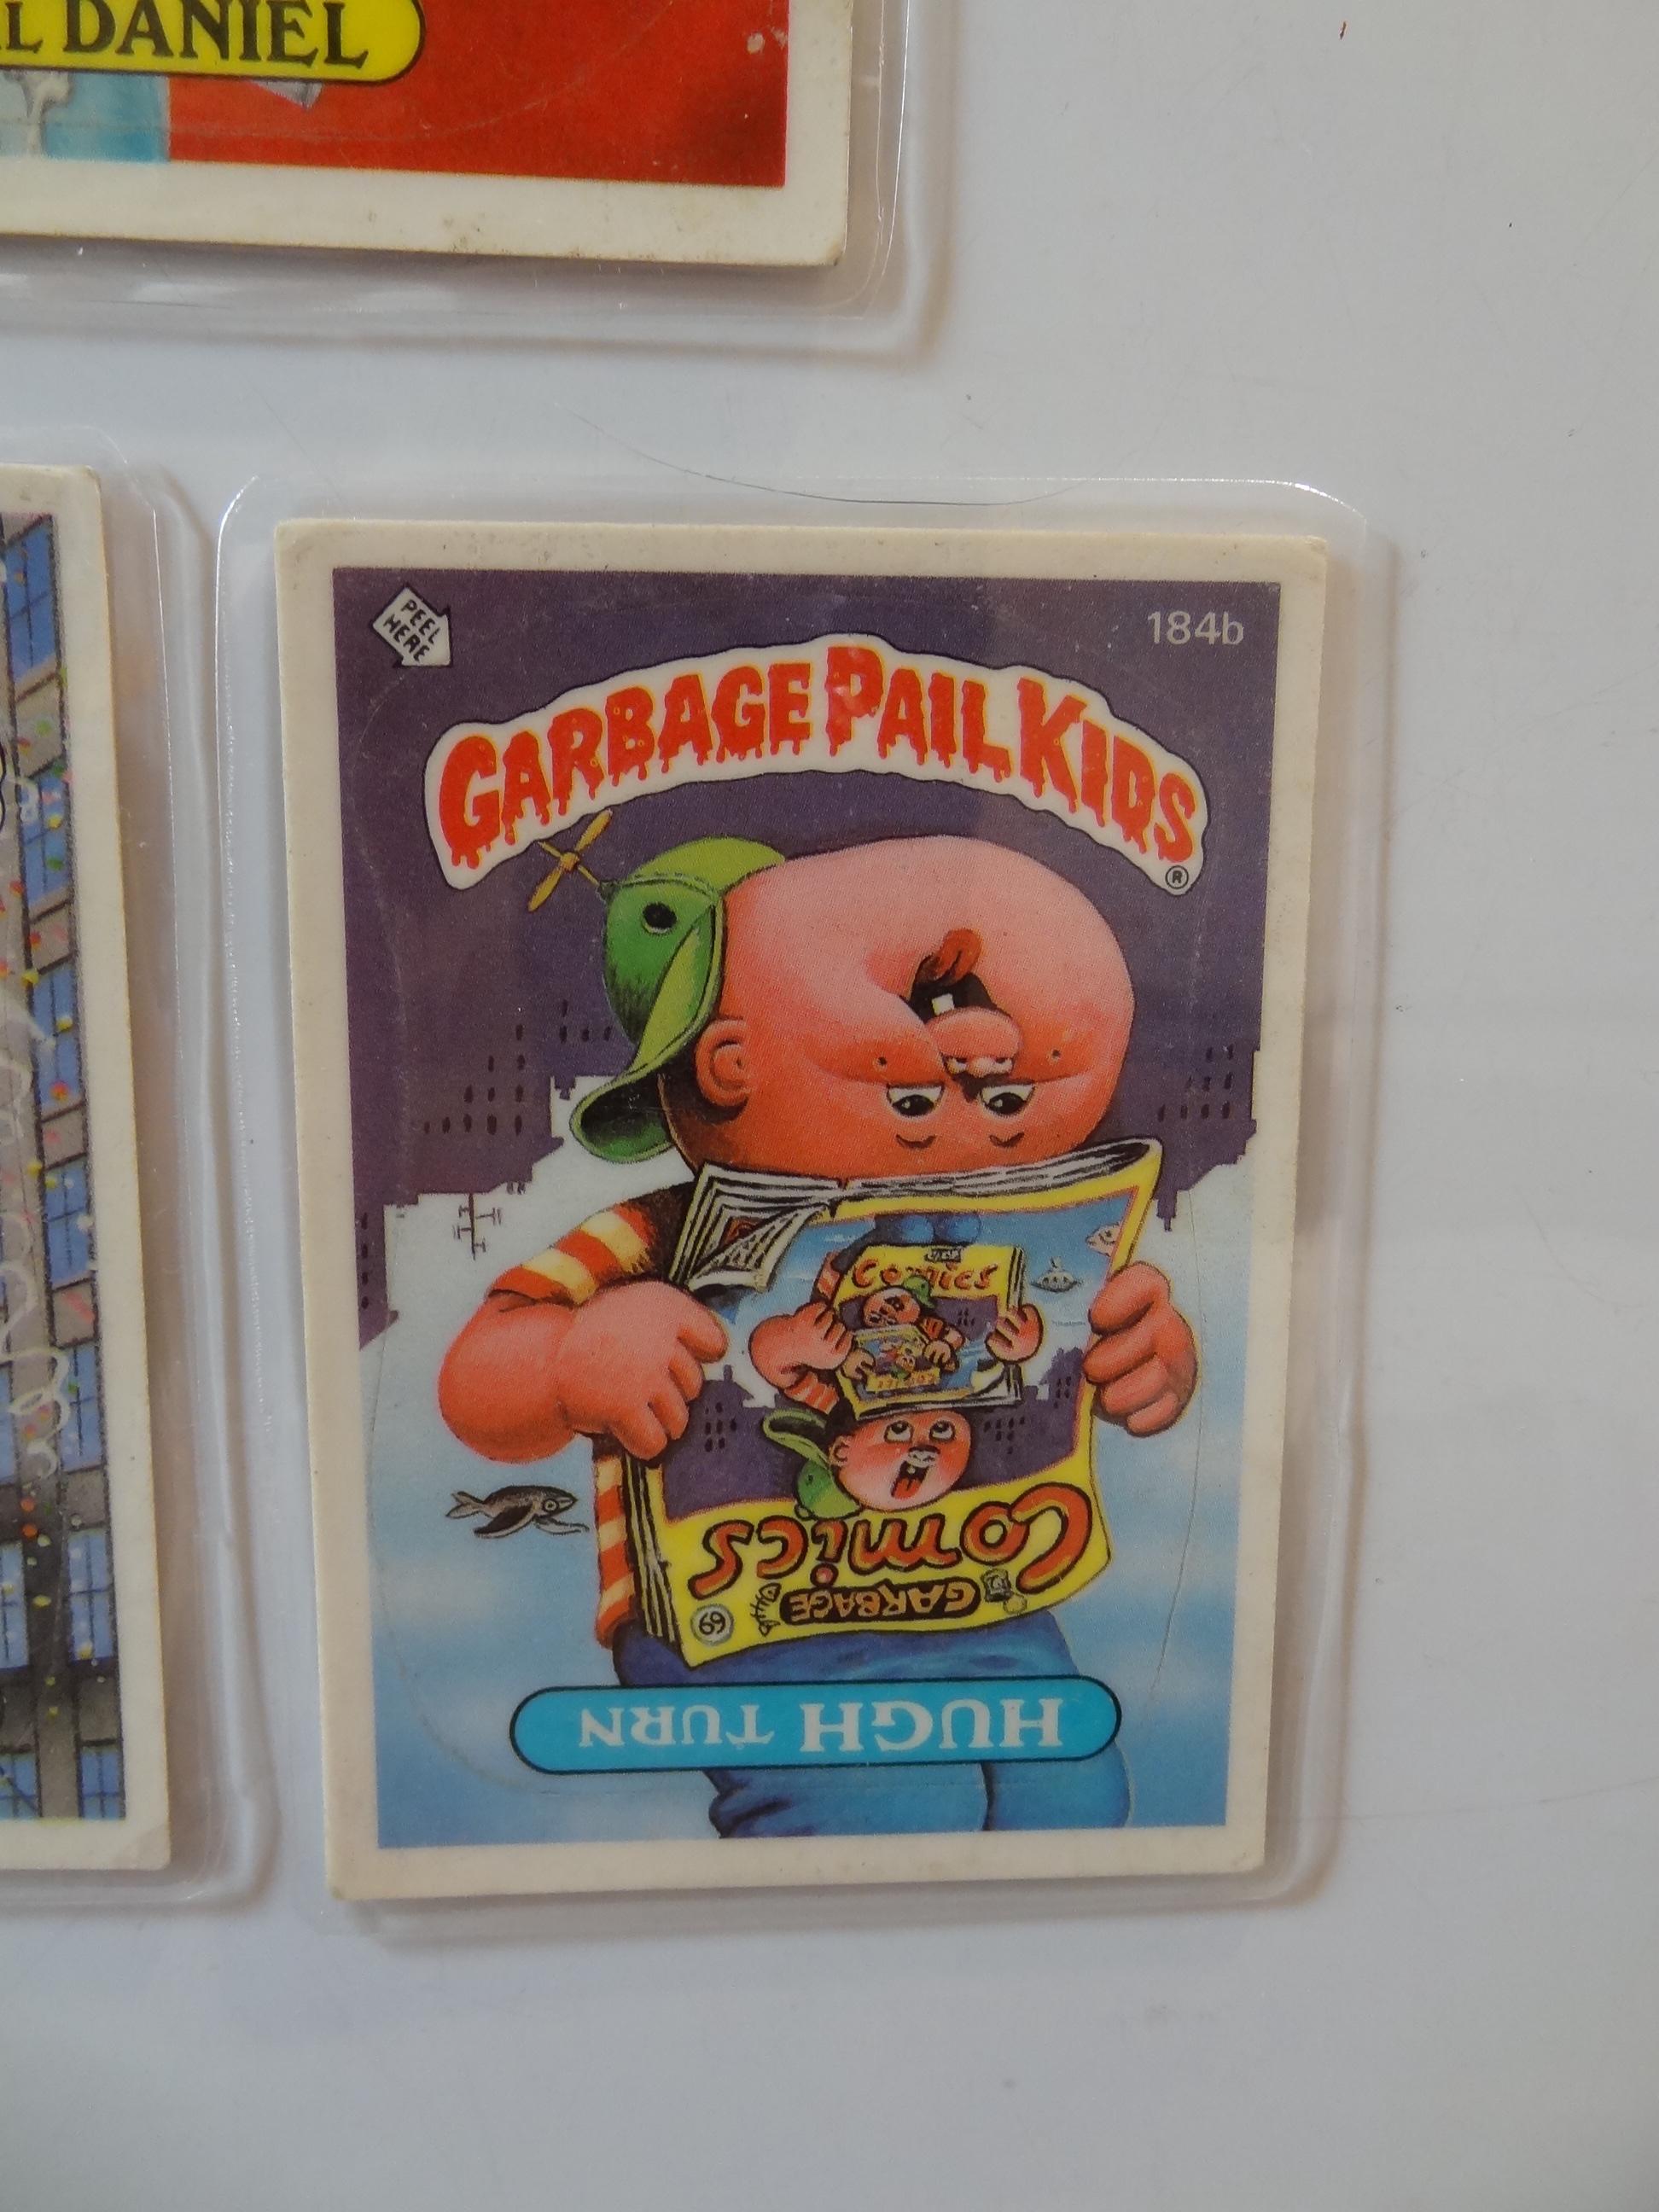 L DANIEL
PEEL
HERE
184b
GARBAGE PAIL KIDS
®
Comics
Comics
GARBAGE
69
HUGH TURN